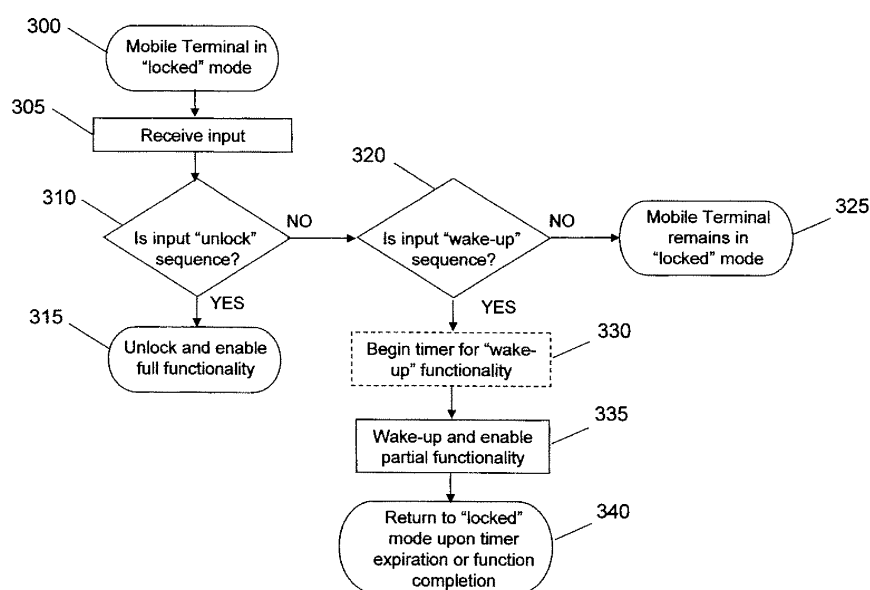 300
Mobile Terminal in
"locked" mode
305
Receive input
310
Is input "unlock"
sequence?
NO
320
Is input "wake-up"
sequence?
NO
325
Mobile Terminal
remains in
"locked" mode
YES
315
Unlock and enable
full functionality
YES
330
Begin timer for "wake-
up" functionality
335
Wake-up and enable
partial functionality
340
Return to "locked"
mode upon timer
expiration or function
completion